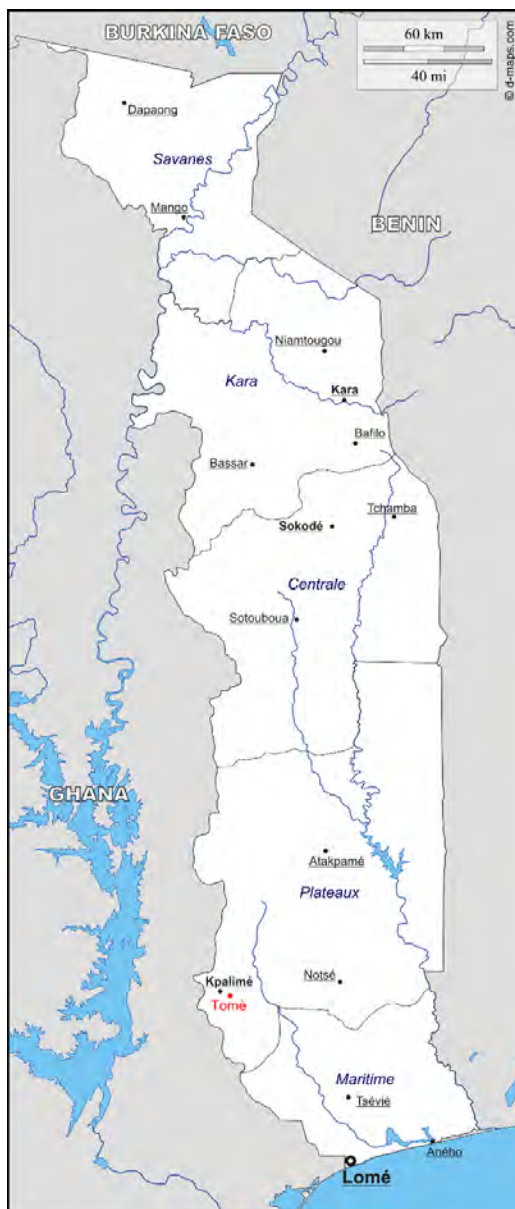 BURKINA FASO
60 km
40 mi
© d-maps.com
Dapaong
Savanes
Mango
BENIN
Niamtougou
Kara
Kara
Bafilo
Bassar
Tchamba
Sokodé
Centrale
Sotouboua
GHANA
Atakpamé
Plateaux
Notsé
Kpalimé
Tomé
Maritime
Tsévié
Aného
Lomé